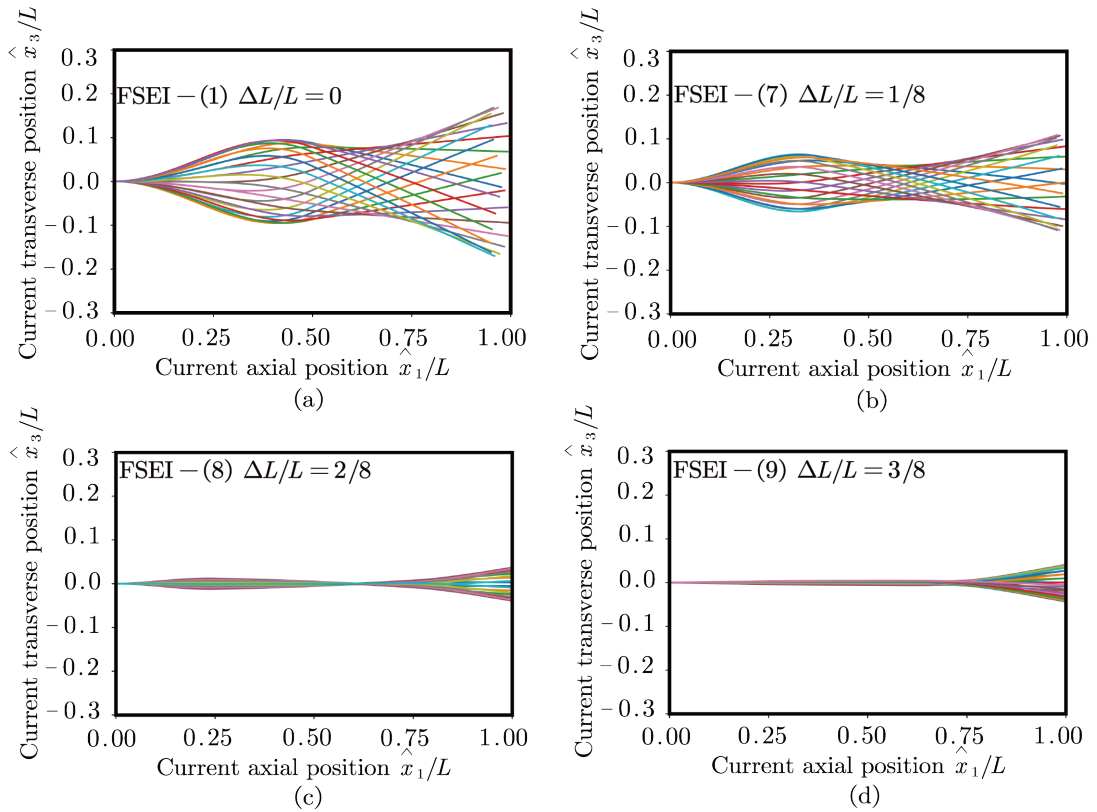 Current transverse position x̂₃/L
0.3
0.2
0.1
0.0
−0.1
−0.2
−0.3
FSEI−(1) ΔL/L=0
0.00 0.25 0.50 0.75 1.00
Current axial position x̂₁/L
(a)
Current transverse position x̂₃/L
0.3
0.2
0.1
0.0
−0.1
−0.2
−0.3
FSEI−(7) ΔL/L=1/8
0.00 0.25 0.50 0.75 1.00
Current axial position x̂₁/L
(b)
Current transverse position x̂₃/L
0.3
0.2
0.1
0.0
−0.1
−0.2
−0.3
FSEI−(8) ΔL/L=2/8
0.00 0.25 0.50 0.75 1.00
Current axial position x̂₁/L
(c)
Current transverse position x̂₃/L
0.3
0.2
0.1
0.0
−0.1
−0.2
−0.3
FSEI−(9) ΔL/L=3/8
0.00 0.25 0.50 0.75 1.00
Current axial position x̂₁/L
(d)